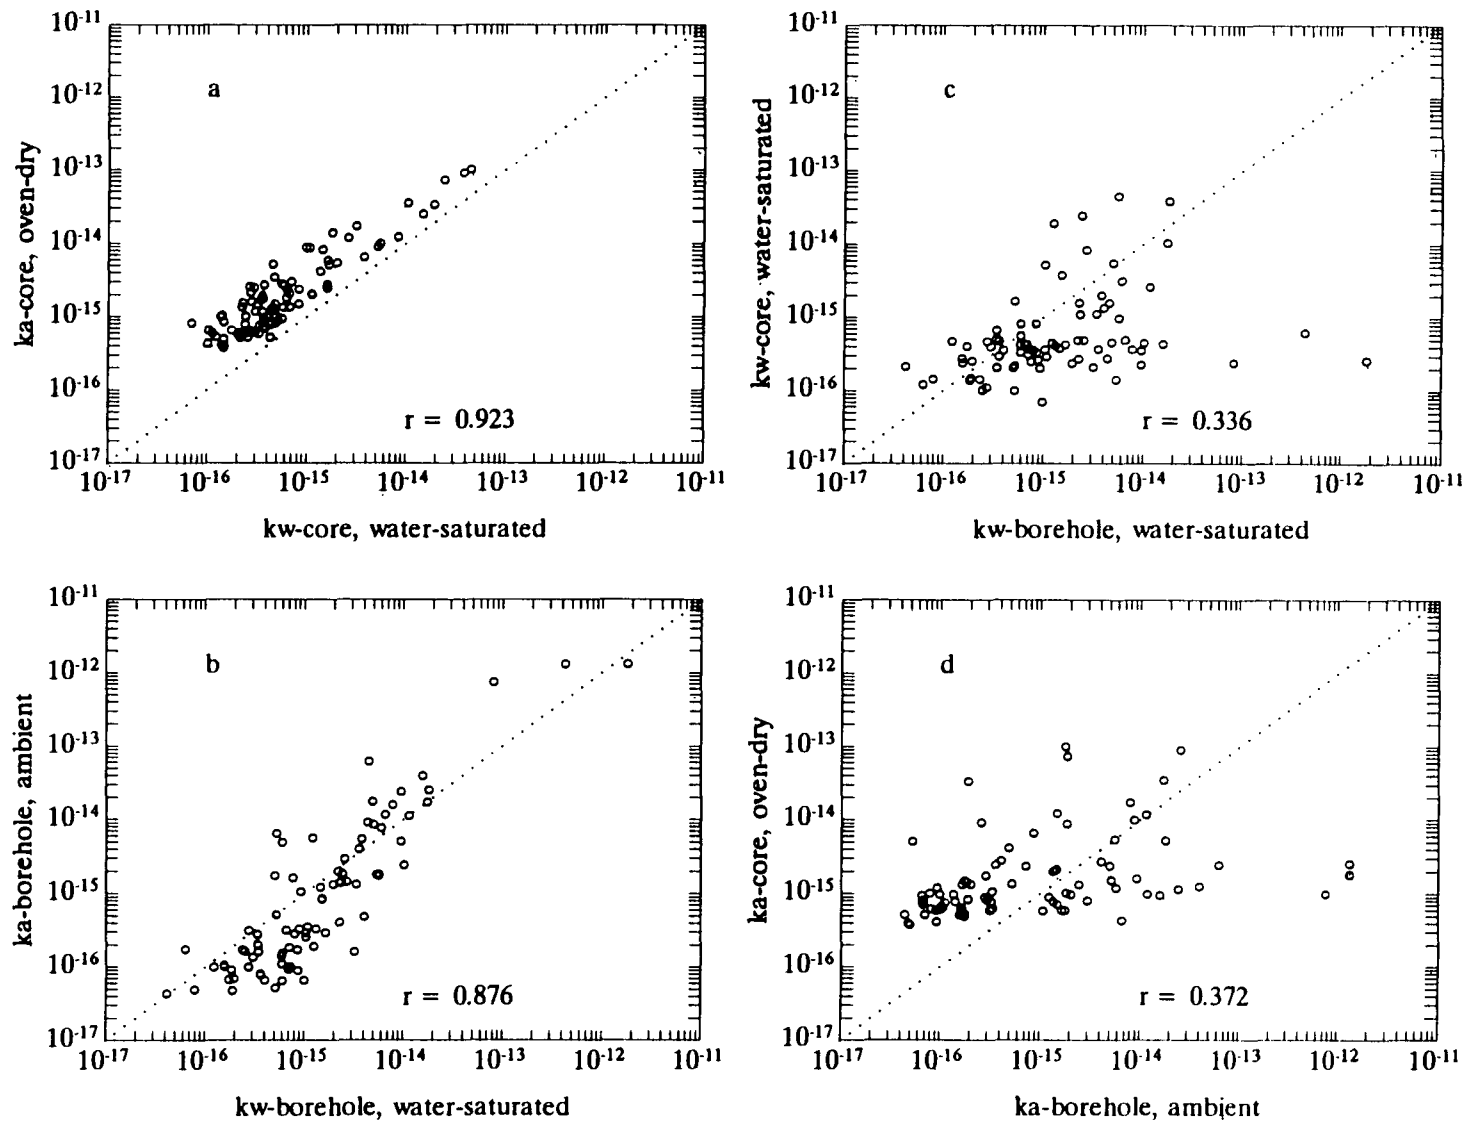 10-11
10-12
10-13
10-14
10-15
10-16
10-17
ka-core, oven-dry
a
r = 0.923
10-17 10-16 10-15 10-14 10-13 10-12 10-11
kw-core, water-saturated
10-11
10-12
10-13
10-14
10-15
10-16
10-17
kw-core, water-saturated
c
r = 0.336
10-17 10-16 10-15 10-14 10-13 10-12 10-11
kw-borehole, water-saturated
10-11
10-12
10-13
10-14
10-15
10-16
10-17
ka-borehole, ambient
b
r = 0.876
10-17 10-16 10-15 10-14 10-13 10-12 10-11
kw-borehole, water-saturated
10-11
10-12
10-13
10-14
10-15
10-16
10-17
ka-core, oven-dry
d
r = 0.372
10-17 10-16 10-15 10-14 10-13 10-12 10-11
ka-borehole, ambient